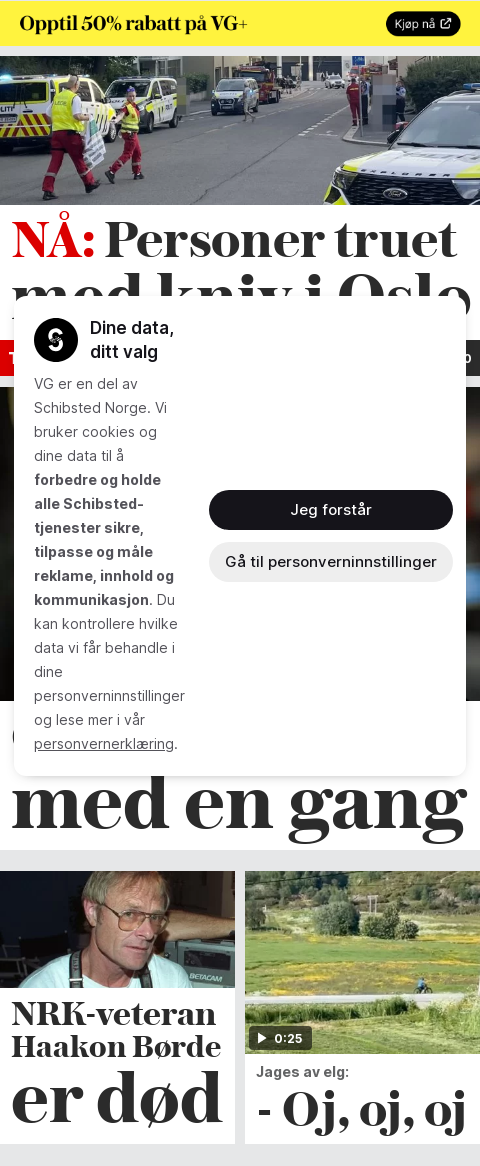 Opptil 50% rabatt på VG+
Kjøp nå
NÅ: Personer truet
med kniv i Oslo
Dine data,
ditt valg
VG er en del av
Schibsted Norge. Vi
bruker cookies og
dine data til å
forbedre og holde
alle Schibsted-
tjenester sikre,
tilpasse og måle
reklame, innhold og
kommunikasjon. Du
kan kontrollere hvilke
data vi får behandle i
dine
personverninnstillinger
og lese mer i vår
personvernerklæring.
Jeg forstår
Gå til personverninnstillinger
med en gang
BETACAM
NRK-veteran
Haakon Børde
er død
0:25
Jages av elg:
- Oj, oj, oj